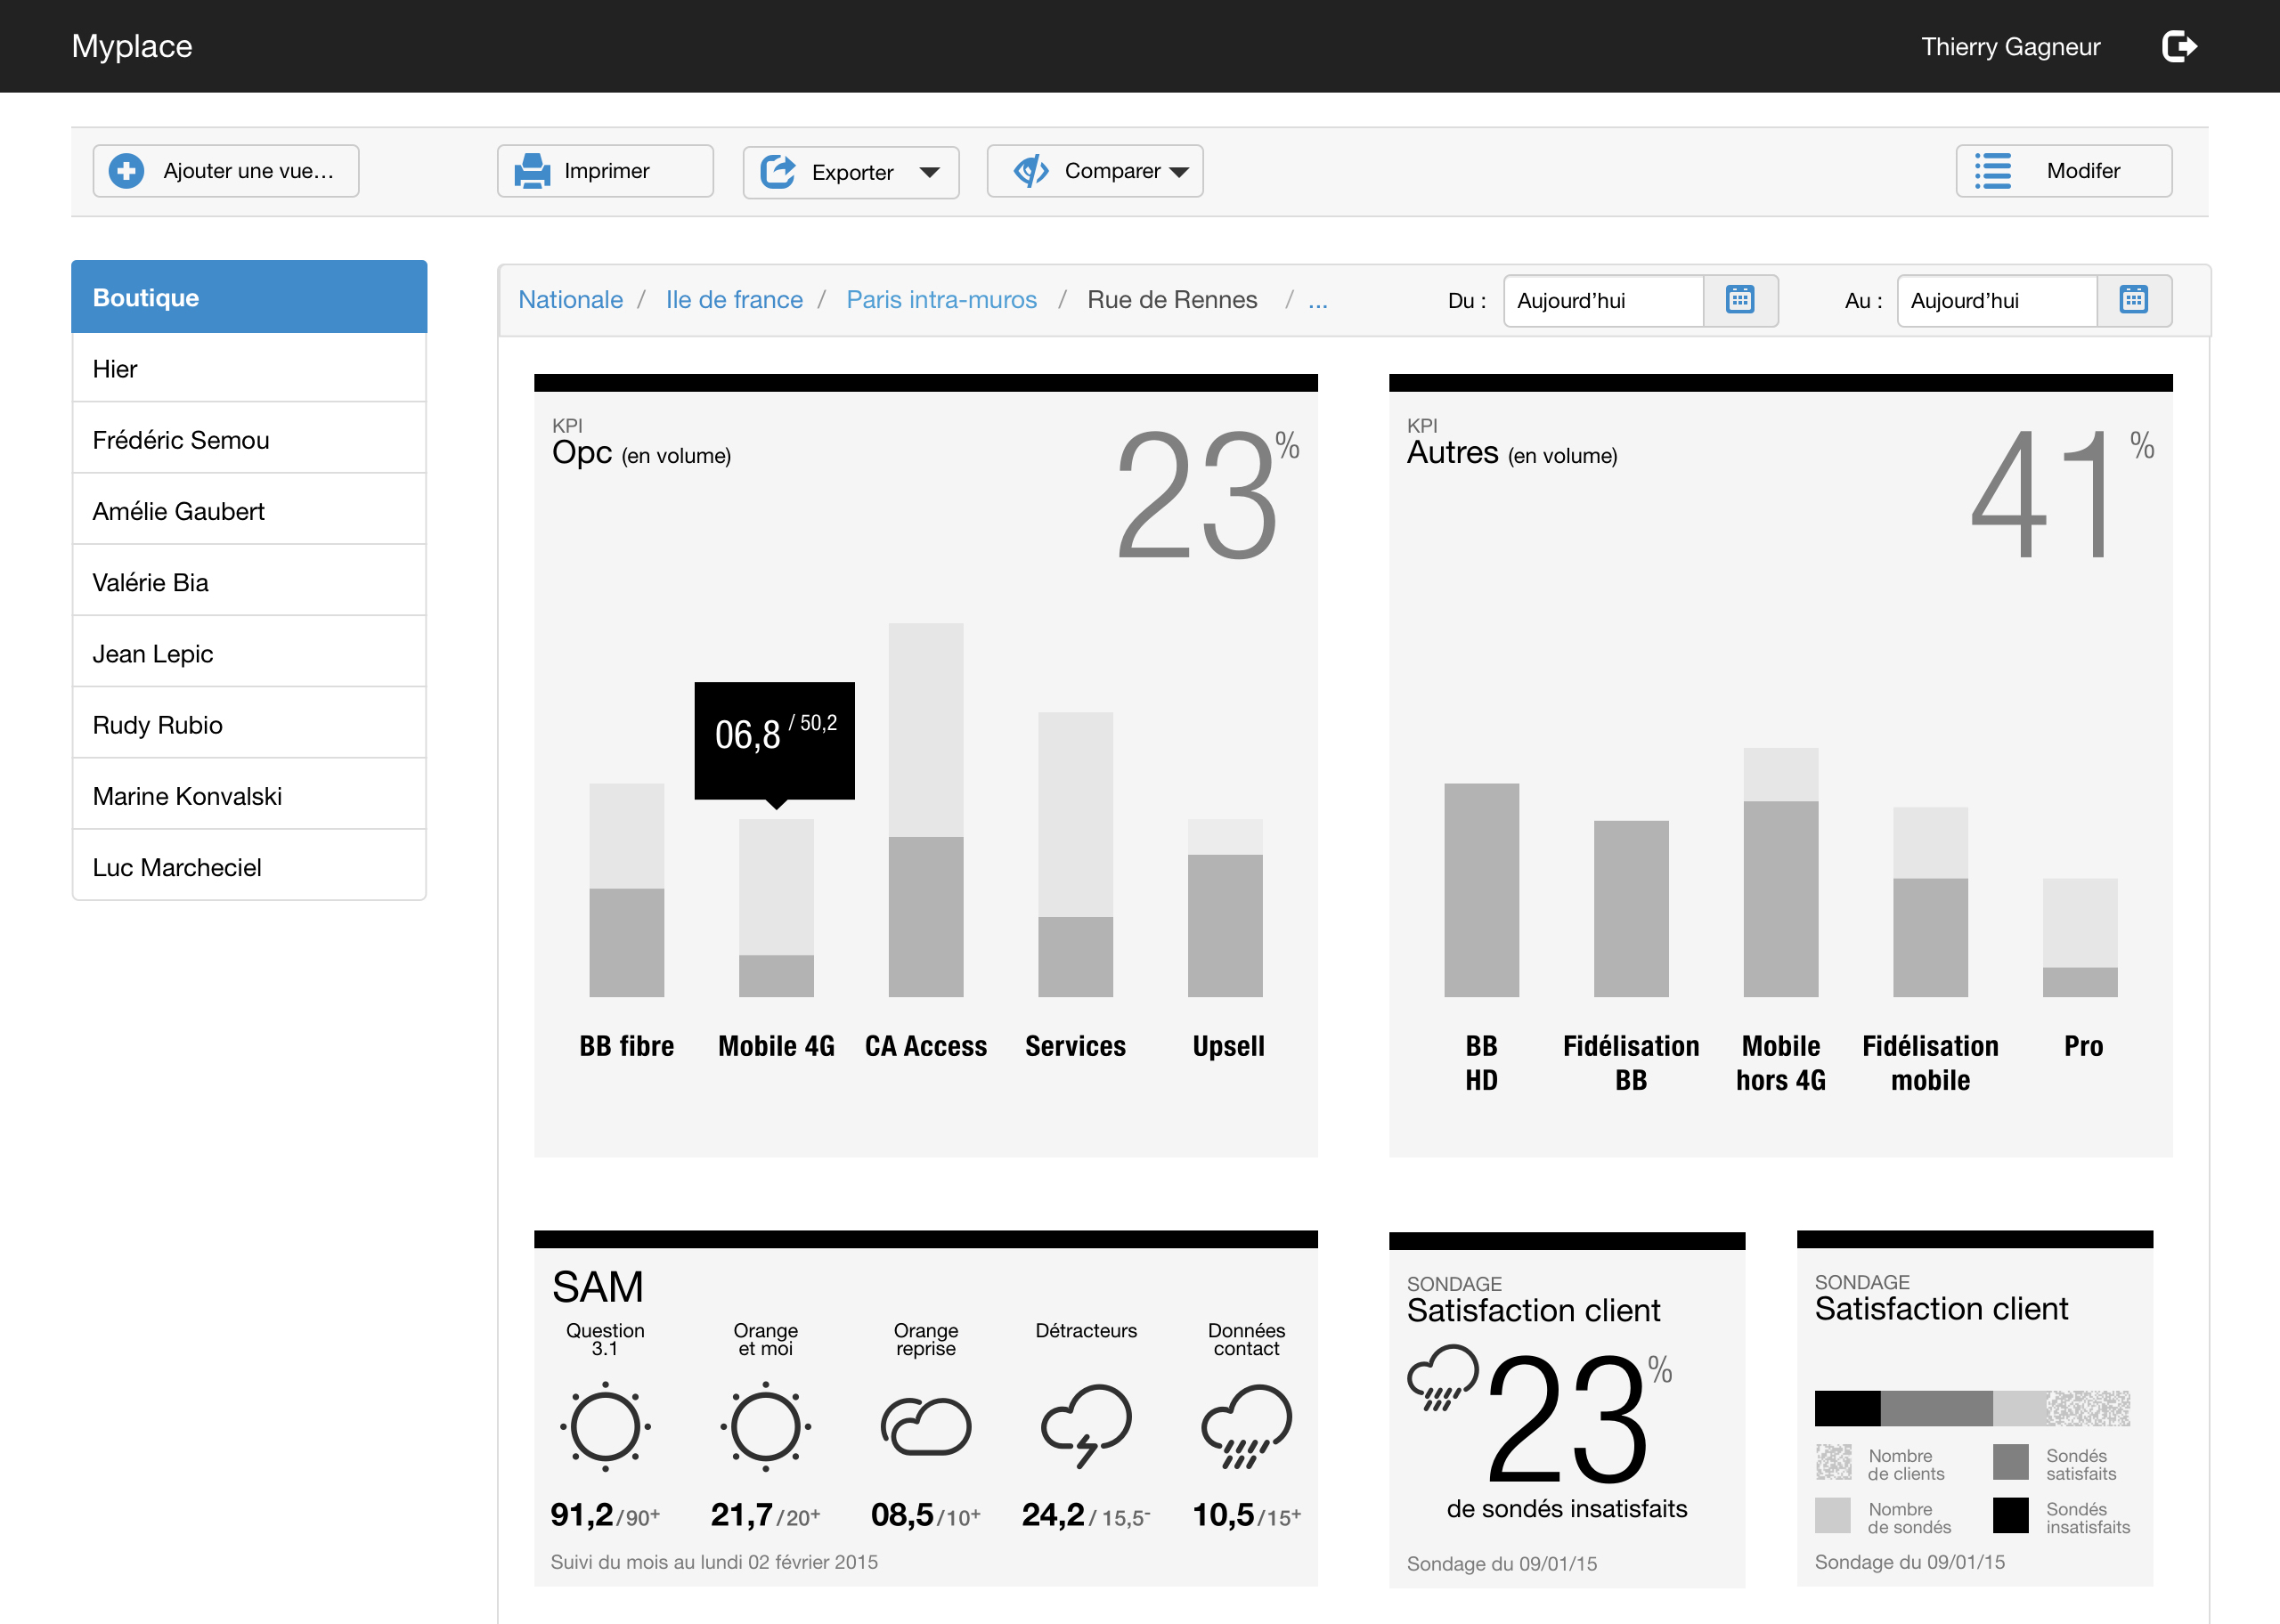 Myplace
Thierry Gagneur
Ajouter une vue...
Imprimer
Exporter
Comparer
Modifer
Boutique
Hier
Frédéric Semou
Amélie Gaubert
Valérie Bia
Jean Lepic
Rudy Rubio
Marine Konvalski
Luc Marcheciel
Nationale / Ile de france / Paris intra-muros / Rue de Rennes / ...
Du : Aujourd’hui
Au : Aujourd’hui
KPI
Opc (en volume)
23%
06,8 / 50,2
BB fibre
Mobile 4G
CA Access
Services
Upsell
KPI
Autres (en volume)
41%
BB
HD
Fidélisation
BB
Mobile
hors 4G
Fidélisation
mobile
Pro
SAM
Question
3.1
Orange
et moi
Orange
reprise
Détracteurs
Données
contact
91,2/90+
21,7/20+
08,5/10+
24,2/ 15,5-
10,5/15+
Suivi du mois au lundi 02 février 2015
SONDAGE
Satisfaction client
23%
de sondés insatisfaits
Sondage du 09/01/15
SONDAGE
Satisfaction client
Nombre
de clients
Sondés
satisfaits
Nombre
de sondés
Sondés
insatisfaits
Sondage du 09/01/15